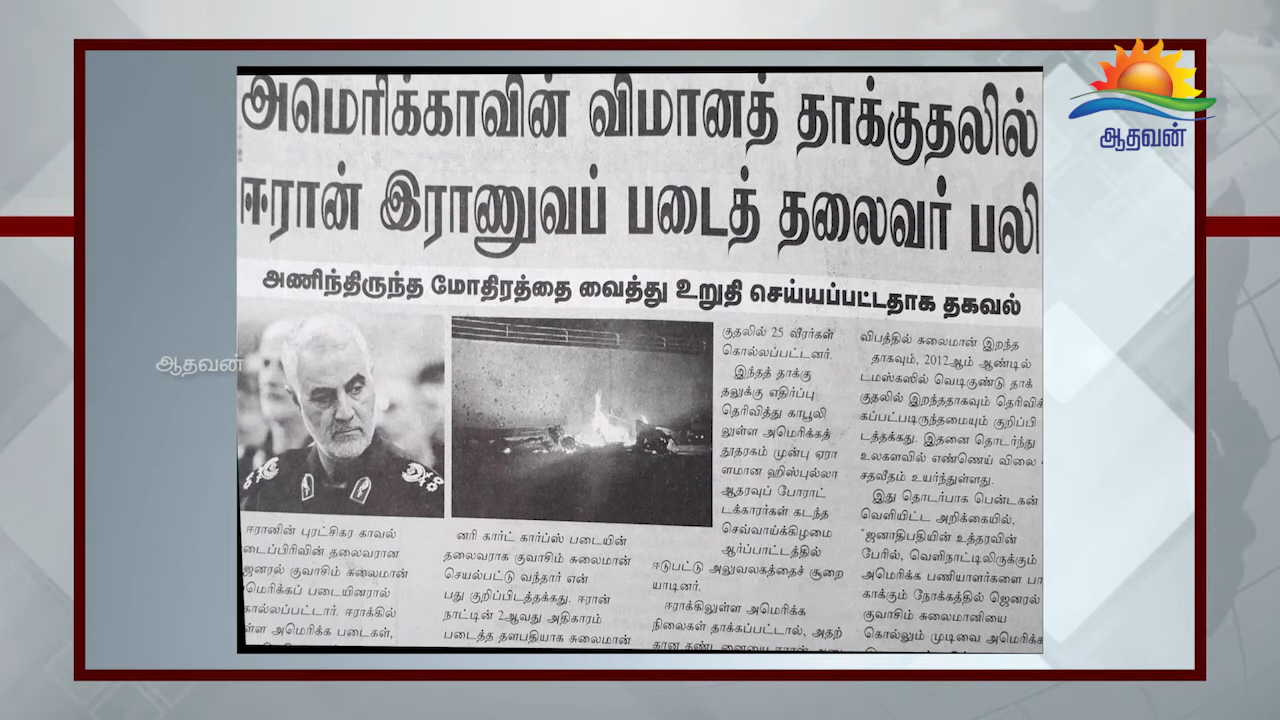 ஆதவன்
அமெரிக்காவின் விமானத் தாக்குதலில்
ஈரான் இராணுவப் படைத் தலைவர் பலி
அணிந்திருந்த மோதிரத்தை வைத்து உறுதி செய்யப்பட்டதாக தகவல்
ஆதவன்
ஈரானின் புரட்சிகர காவல்
டைப்பிரிவின் தலைவரான
ஜனரல் குவாசிம் சுலைமான்
மெரிக்கப் படையினரால்
கால்லப்பட்டார். ஈராக்கில்
ள்ள அமெரிக்க படைகள்,
னரி கார்ட் கார்ப்ஸ் படையின்
தலைவராக குவாசிம் சுலைமான்
செயல்பட்டு வந்தார் என்
பது குறிப்பிடத்தக்கது. ஈரான்
நாட்டின் 2ஆவது அதிகாரம்
படைத்த தளபதியாக சுலைமான்
குதலில் 25 வீரர்கள்
கொல்லப்பட்டனர்.
இந்தத் தாக்கு
தலுக்கு எதிர்ப்பு
தெரிவித்து காபூலி
லுள்ள அமெரிக்கத்
தூதரகம் முன்பு ஏரா
ளமான ஹிஸ்புல்லா
ஆதரவுப் போராட்
டக்காரர்கள் கடந்த
செவ்வாய்க்கிழமை
ஆர்ப்பாட்டத்தில்
ஈடுபட்டு அலுவலகத்தைச் சூறை
யாடினர்.
ஈராக்கிலுள்ள அமெரிக்க
நிலைகள் தாக்கப்பட்டால், அதற்
விபத்தில் சுலைமான் இறந்த
தாகவும், 2012ஆம் ஆண்டில்
டமஸ்கஸில் வெடிகுண்டு தாக்
குதலில் இறந்ததாகவும் தெரிவிக்
கப்பட்டிருந்தமையும் குறிப்பி
டத்தக்கது. இதனை தொடர்ந்து
உலகளவில் எண்ணெய் விலை
சதவீதம் உயர்ந்துள்ளது.
இது தொடர்பாக பென்டகன்
வெளியிட்ட அறிக்கையில்,
"ஜனாதிபதியின் உத்தரவின்
பேரில், வெளிநாட்டிலிருக்கும்
அமெரிக்க பணியாளர்களை பா
காக்கும் நோக்கத்தில் ஜெனரல்
குவாசிம் சுலைமானியை
கொல்லும் முடிவை அமெரிக்க